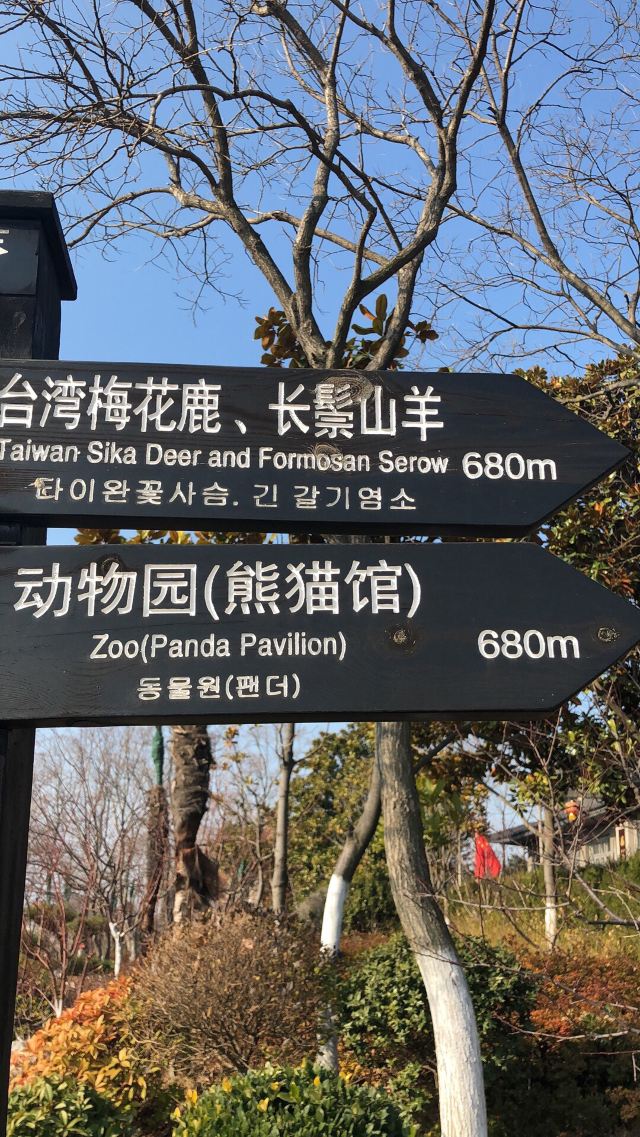 台湾梅花鹿、长鬃山羊
Taiwan Sika Deer and Formosan Serow 680m
타이완꽃사슴. 긴 갈기염소
动物园(熊猫馆)
Zoo(Panda Pavilion) 680m
동물원(팬더)